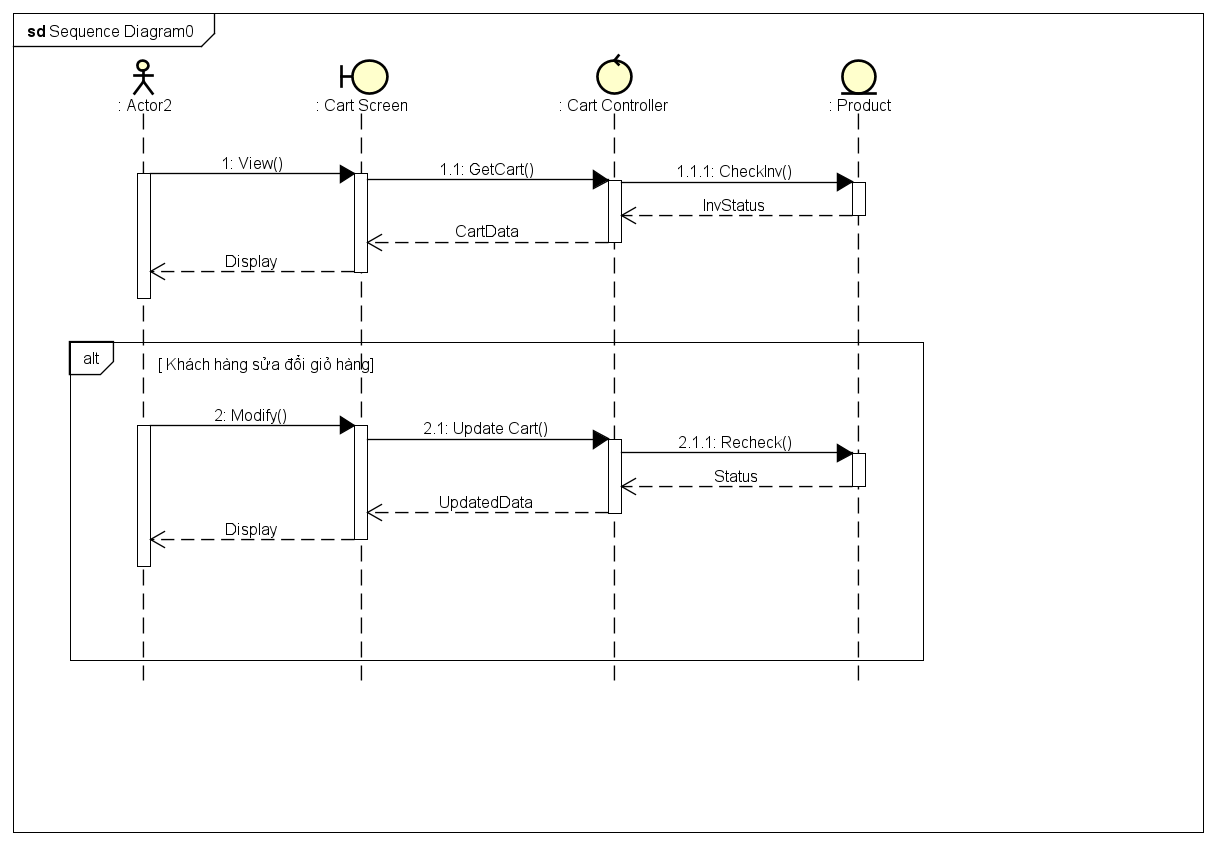 sd Sequence Diagram0
: Actor2
: Cart Screen
: Cart Controller
: Product
1: View()
1.1: GetCart()
1.1.1: CheckInv()
InvStatus
CartData
Display
alt
[ Khách hàng sửa đổi giỏ hàng]
2: Modify()
2.1: Update Cart()
2.1.1: Recheck()
Status
UpdatedData
Display